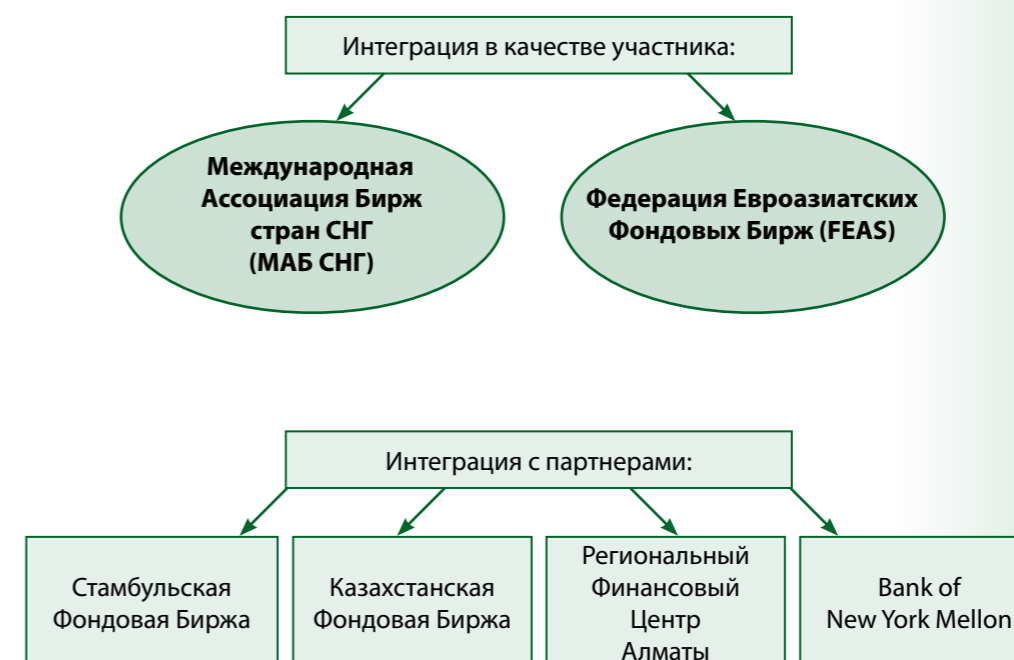 Интеграция в качестве участника:
Международная
Ассоциация Бирж
стран СНГ
(МАБ СНГ)
Федерация Евроазиатских
Фондовых Бирж (FEAS)
Интеграция с партнерами:
Стамбульская
Фондовая Биржа
Казахстанская
Фондовая Биржа
Региональный
Финансовый
Центр
Алматы
Bank of
New York Mellon